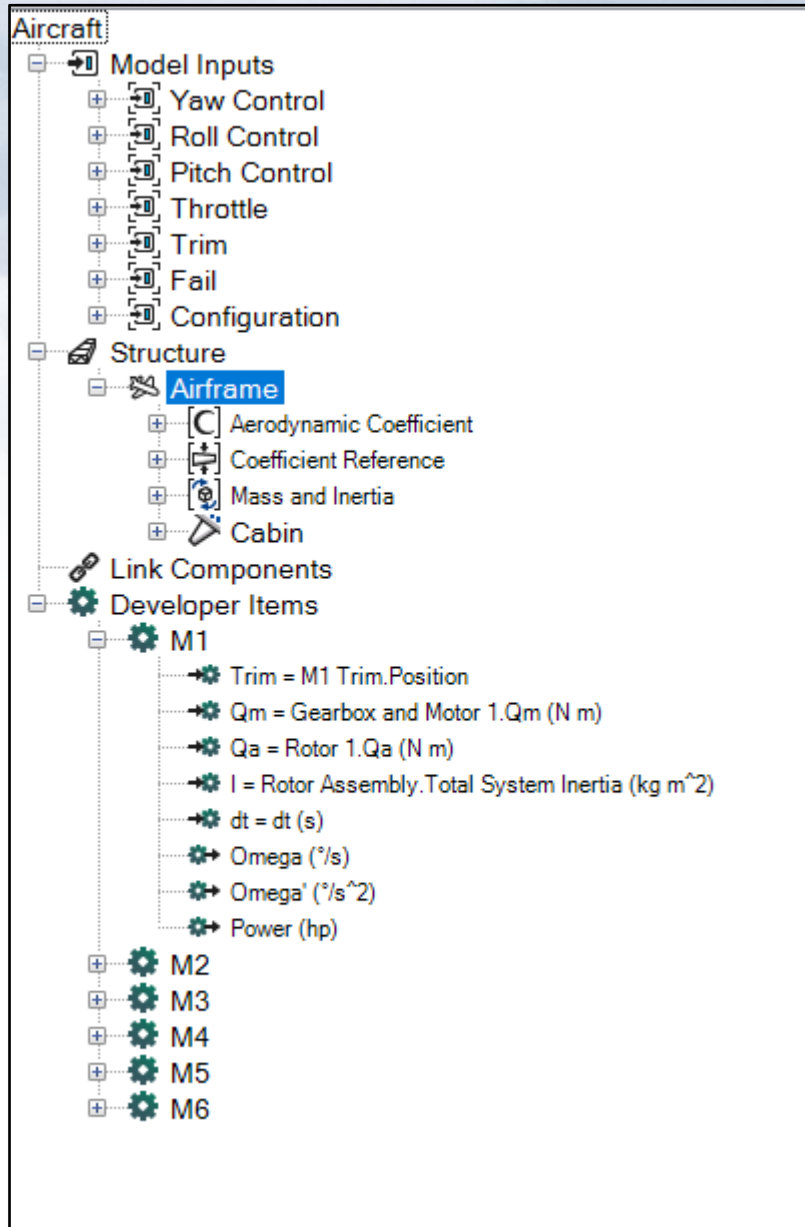 Aircraft
Model Inputs
Yaw Control
Roll Control
Pitch Control
Throttle
Trim
Fail
Configuration
Structure
Airframe
[C] Aerodynamic Coefficient
Coefficient Reference
Mass and Inertia
Cabin
Link Components
Developer Items
M1
Trim = M1 Trim.Position
Qm = Gearbox and Motor 1.Qm (N m)
Qa = Rotor 1.Qa (N m)
I = Rotor Assembly.Total System Inertia (kg m^2)
dt = dt (s)
Omega (°/s)
Omega' (°/s^2)
Power (hp)
M2
M3
M4
M5
M6